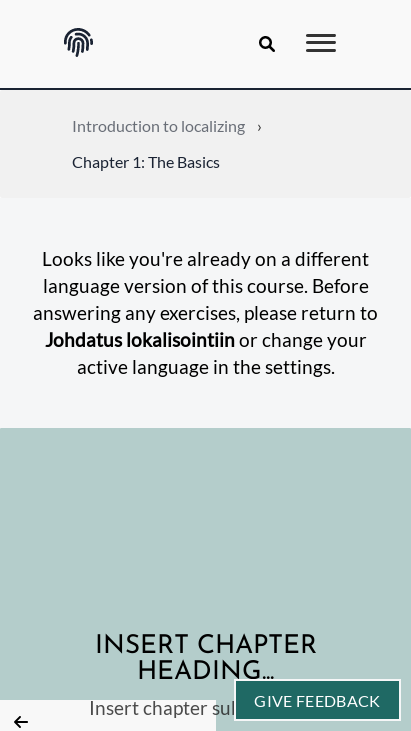 Introduction to localizing ›
Chapter 1: The Basics
Looks like you're already on a different
language version of this course. Before
answering any exercises, please return to
Johdatus lokalisointiin or change your
active language in the settings.
INSERT CHAPTER
HEADING...
Insert chapter
GIVE FEEDBACK